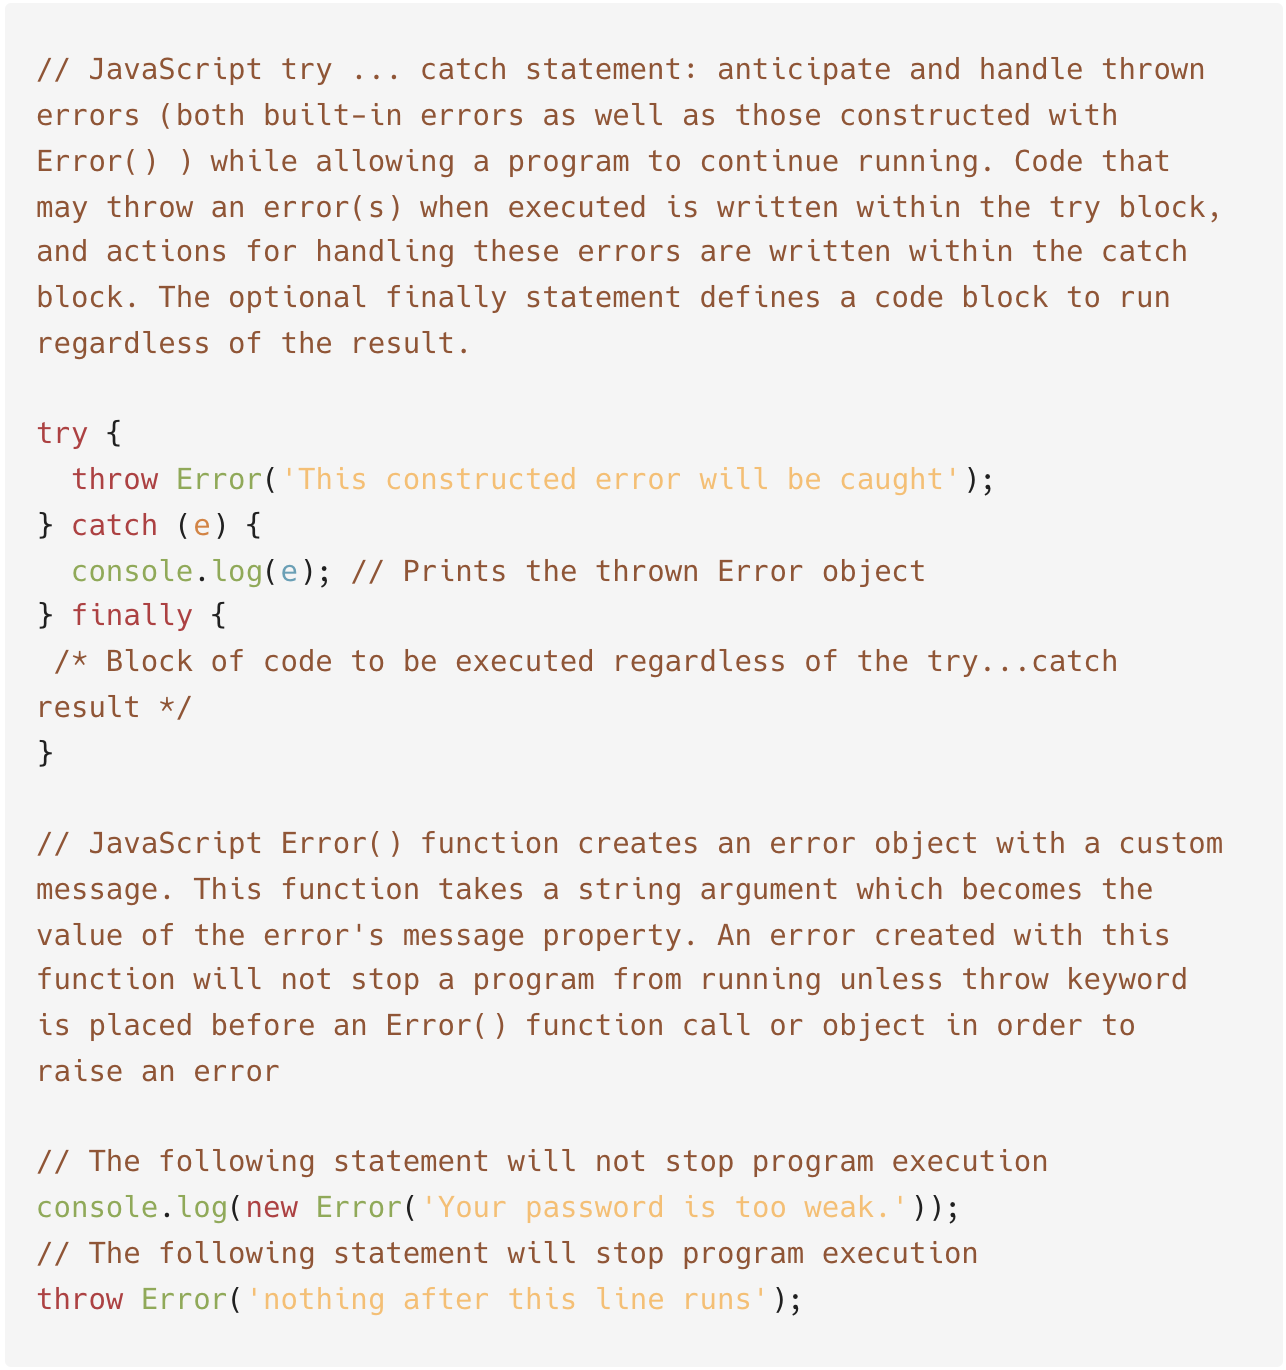 // JavaScript try ... catch statement: anticipate and handle thrown
errors (both built-in errors as well as those constructed with
Error() ) while allowing a program to continue running. Code that
may throw an error(s) when executed is written within the try block,
and actions for handling these errors are written within the catch
block. The optional finally statement defines a code block to run
regardless of the result.

try {
  throw Error('This constructed error will be caught');
} catch (e) {
  console.log(e); // Prints the thrown Error object
} finally {
 /* Block of code to be executed regardless of the try...catch
result */
}

// JavaScript Error() function creates an error object with a custom
message. This function takes a string argument which becomes the
value of the error's message property. An error created with this
function will not stop a program from running unless throw keyword
is placed before an Error() function call or object in order to
raise an error

// The following statement will not stop program execution
console.log(new Error('Your password is too weak.'));
// The following statement will stop program execution
throw Error('nothing after this line runs');